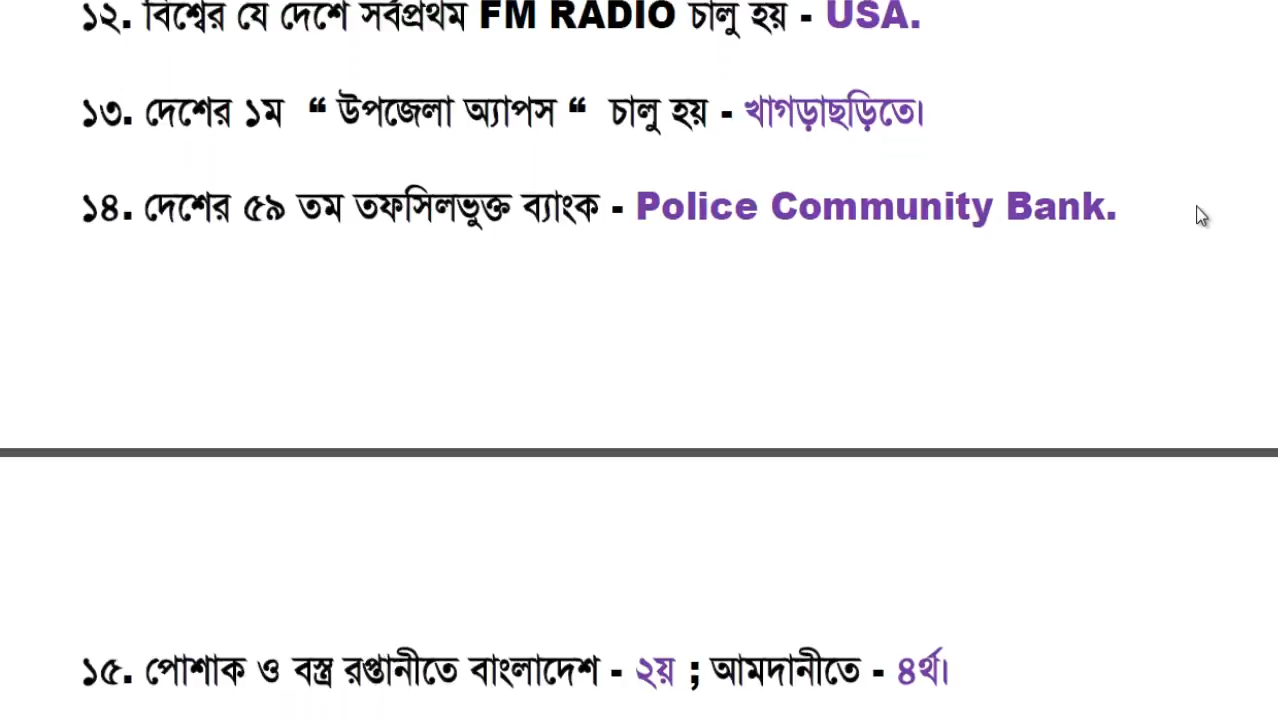 ১২. বিশ্বের যে দেশে সর্বপ্রথম FM RADIO চালু হয় - USA.
১৩. দেশের ১ম “ উপজেলা অ্যাপস “ চালু হয় - খাগড়াছড়িতে।
১৪. দেশের ৫৯ তম তফসিলভুক্ত ব্যাংক - Police Community Bank.
১৫. পোশাক ও বস্ত্র রপ্তানীতে বাংলাদেশ - ২য় ; আমদানীতে - ৪র্থ।